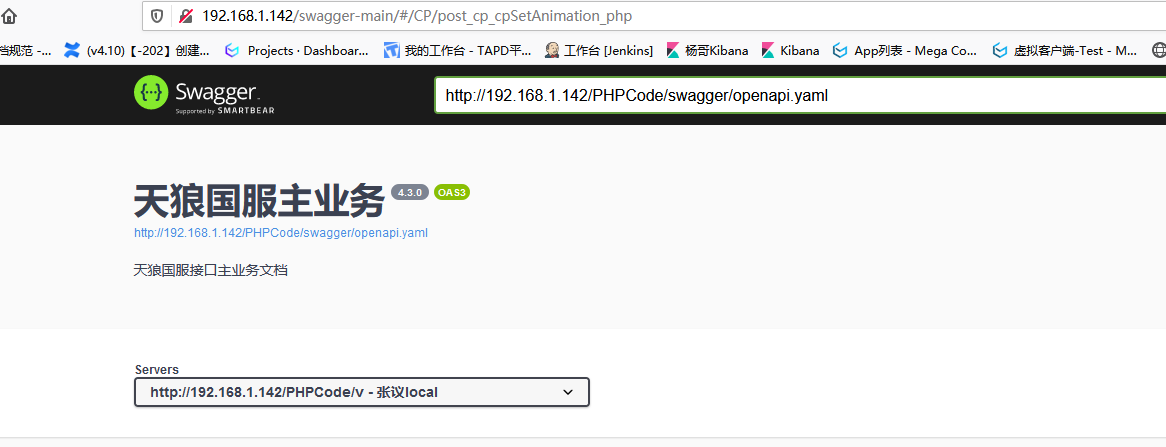 192.168.1.142/swagger-main/#/CP/post_cp_cpSetAnimation_php
档规范 -... (v4.10)【-202】创建... Projects · Dashboar... 我的工作台 - TAPD平... 工作台 [Jenkins] 杨哥Kibana Kibana App列表 - Mega Co... 虚拟客户端-Test - M...
Swagger
Supported by SMARTBEAR
http://192.168.1.142/PHPCode/swagger/openapi.yaml
天狼国服主业务 4.3.0 OAS3
http://192.168.1.142/PHPCode/swagger/openapi.yaml
天狼国服接口主业务文档
Servers
http://192.168.1.142/PHPCode/v - 张议local